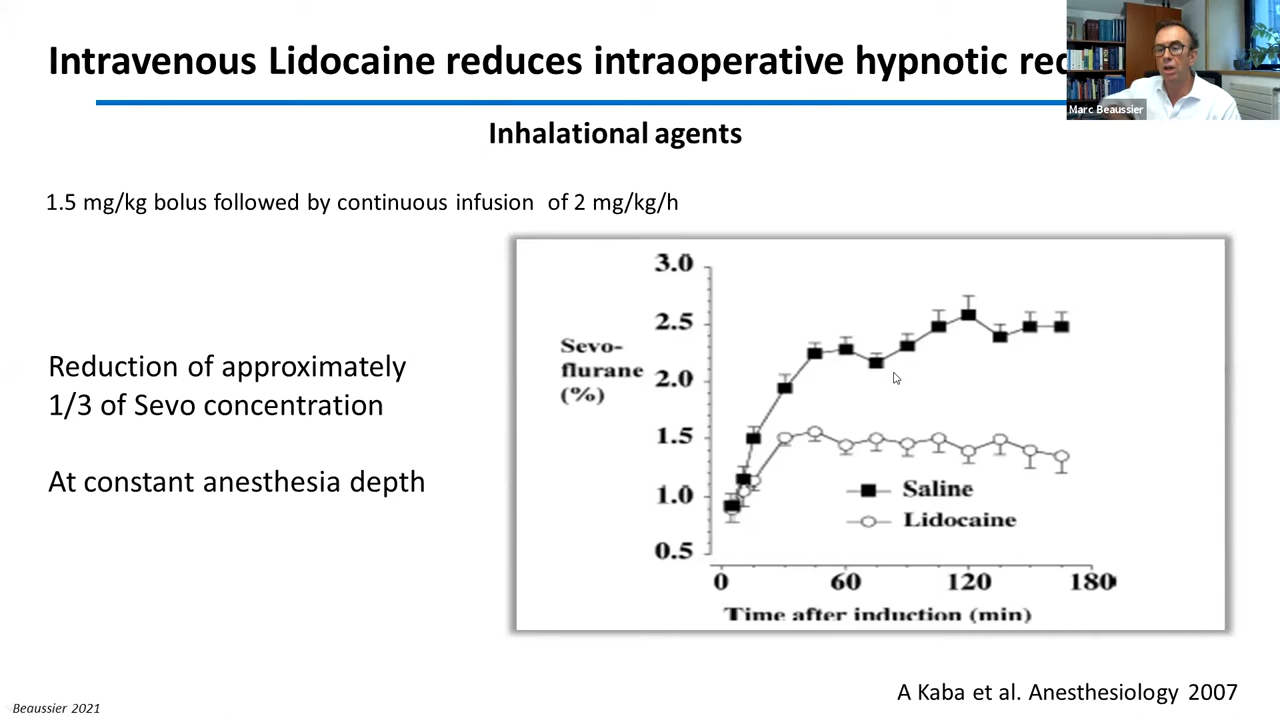 Intravenous Lidocaine reduces intraoperative hypnotic
Marc Beaussier
Inhalational agents
1.5 mg/kg bolus followed by continuous infusion of 2 mg/kg/h
Reduction of approximately
1/3 of Sevo concentration
At constant anesthesia depth
3.0
2.5
2.0
1.5
1.0
0.5
Sevo-
flurane
(%)
Saline
Lidocaine
0 60 120 180
Time after induction (min)
A Kaba et al. Anesthesiology 2007
Beaussier 2021